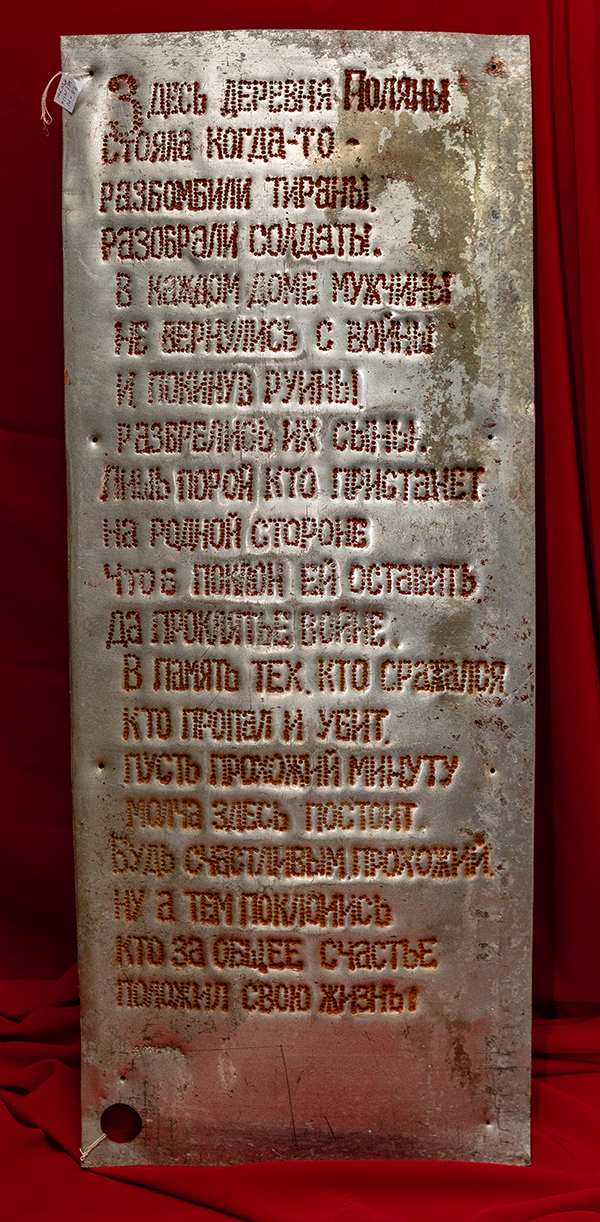 Здесь деревня Поляны
стояла когда-то -
разбомбили тираны,
разобрали солдаты.
В каждом доме мужчины
не вернулись с войны
и покинув руины
разбрелись их сыны.
Лишь порой кто пристанет
на родной стороне
Чтоб поклон ей оставить
да проклятье войне.
В память тех, кто сражался
кто пропал и убит,
пусть прохожий минуту
молча здесь постоит.
Будь счастливым, прохожий,
ну а тем поклонись
кто за общее счастье
положил свою жизнь!